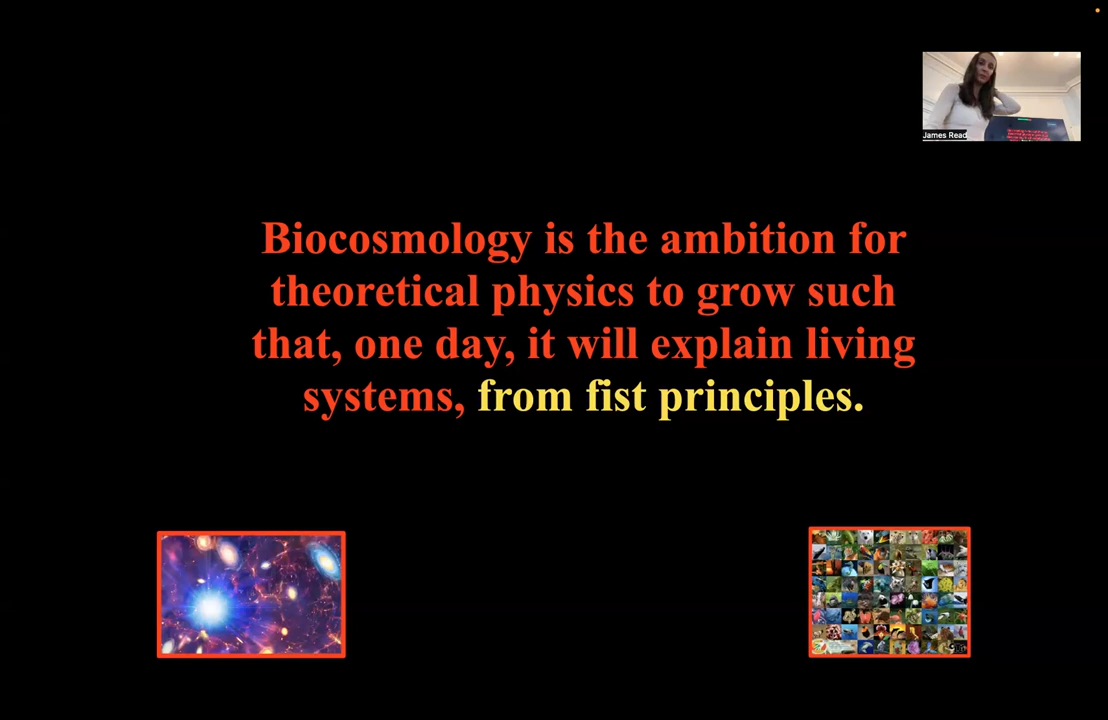 James Read
Biocosmology is the ambition for
theoretical physics to grow such
that, one day, it will explain living
systems, from fist principles.